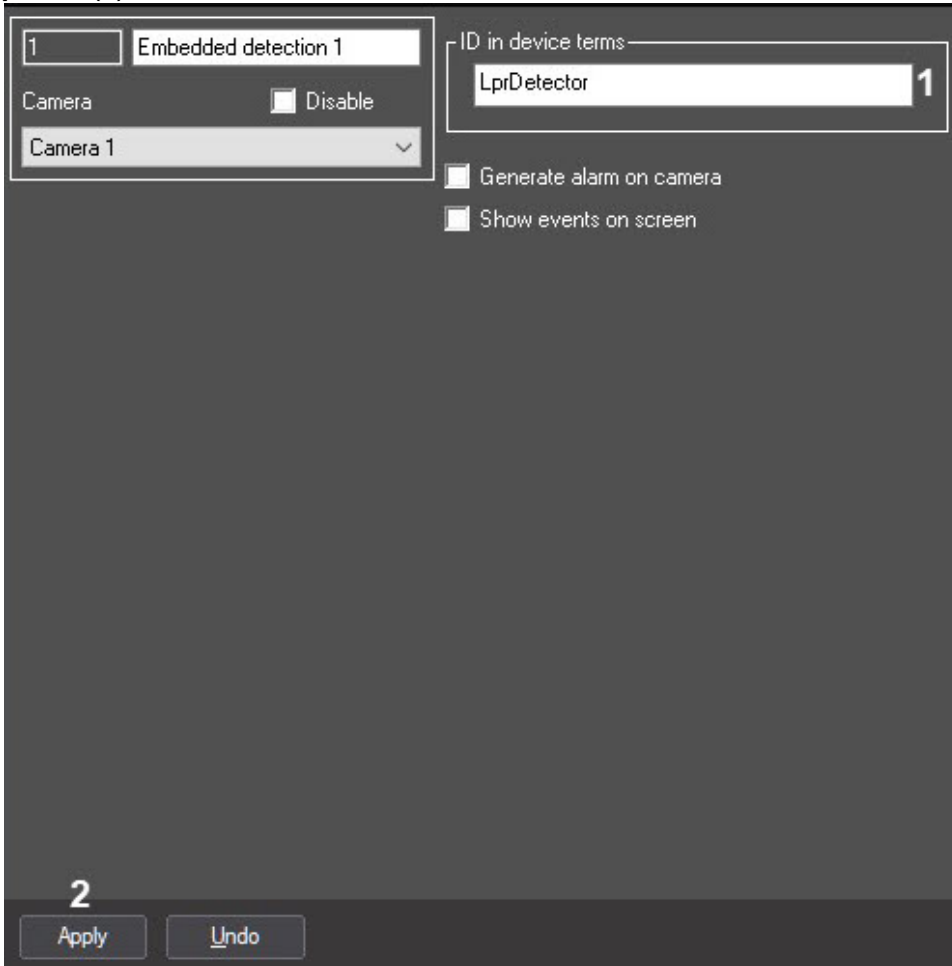 1
Embedded detection 1
Camera
Disable
Camera 1
ID in device terms
LprDetector
1
Generate alarm on camera
Show events on screen
2
Apply
Undo